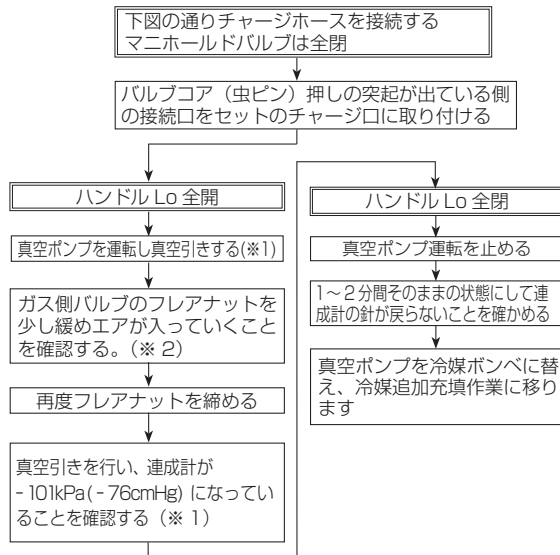 下図の通りチャージホースを接続する
マニホールドバルブは全閉
バルブコア（虫ピン）押しの突起が出ている側
の接続口をセットのチャージ口に取り付ける
ハンドル Lo 全開
真空ポンプを運転し真空引きする(※1)
ガス側バルブのフレアナットを
少し緩めエアが入っていくこと
を確認する。（※ 2）
再度フレアナットを締める
真空引きを行い、連成計が
-101kPa(-76cmHg) になってい
ることを確認する（※ 1）
ハンドル Lo 全閉
真空ポンプ運転を止める
1～2分間そのままの状態にして連
成計の針が戻らないことを確かめる
真空ポンプを冷媒ボンベに替
え、冷媒追加充填作業に移り
ます